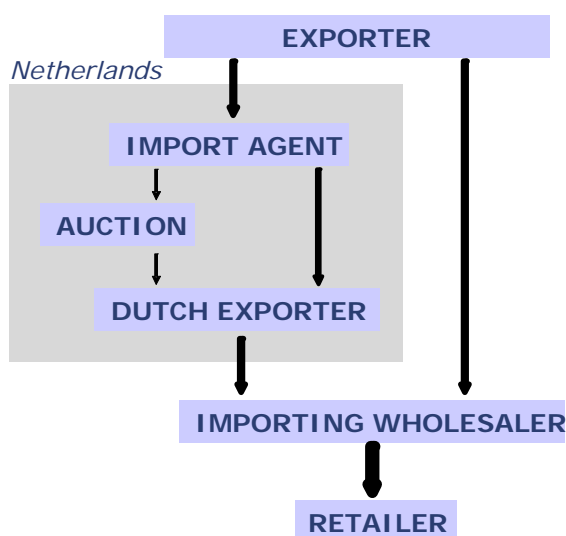 EXPORTER
Netherlands
IMPORT AGENT
AUCTION
DUTCH EXPORTER
IMPORTING WHOLESALER
RETAILER